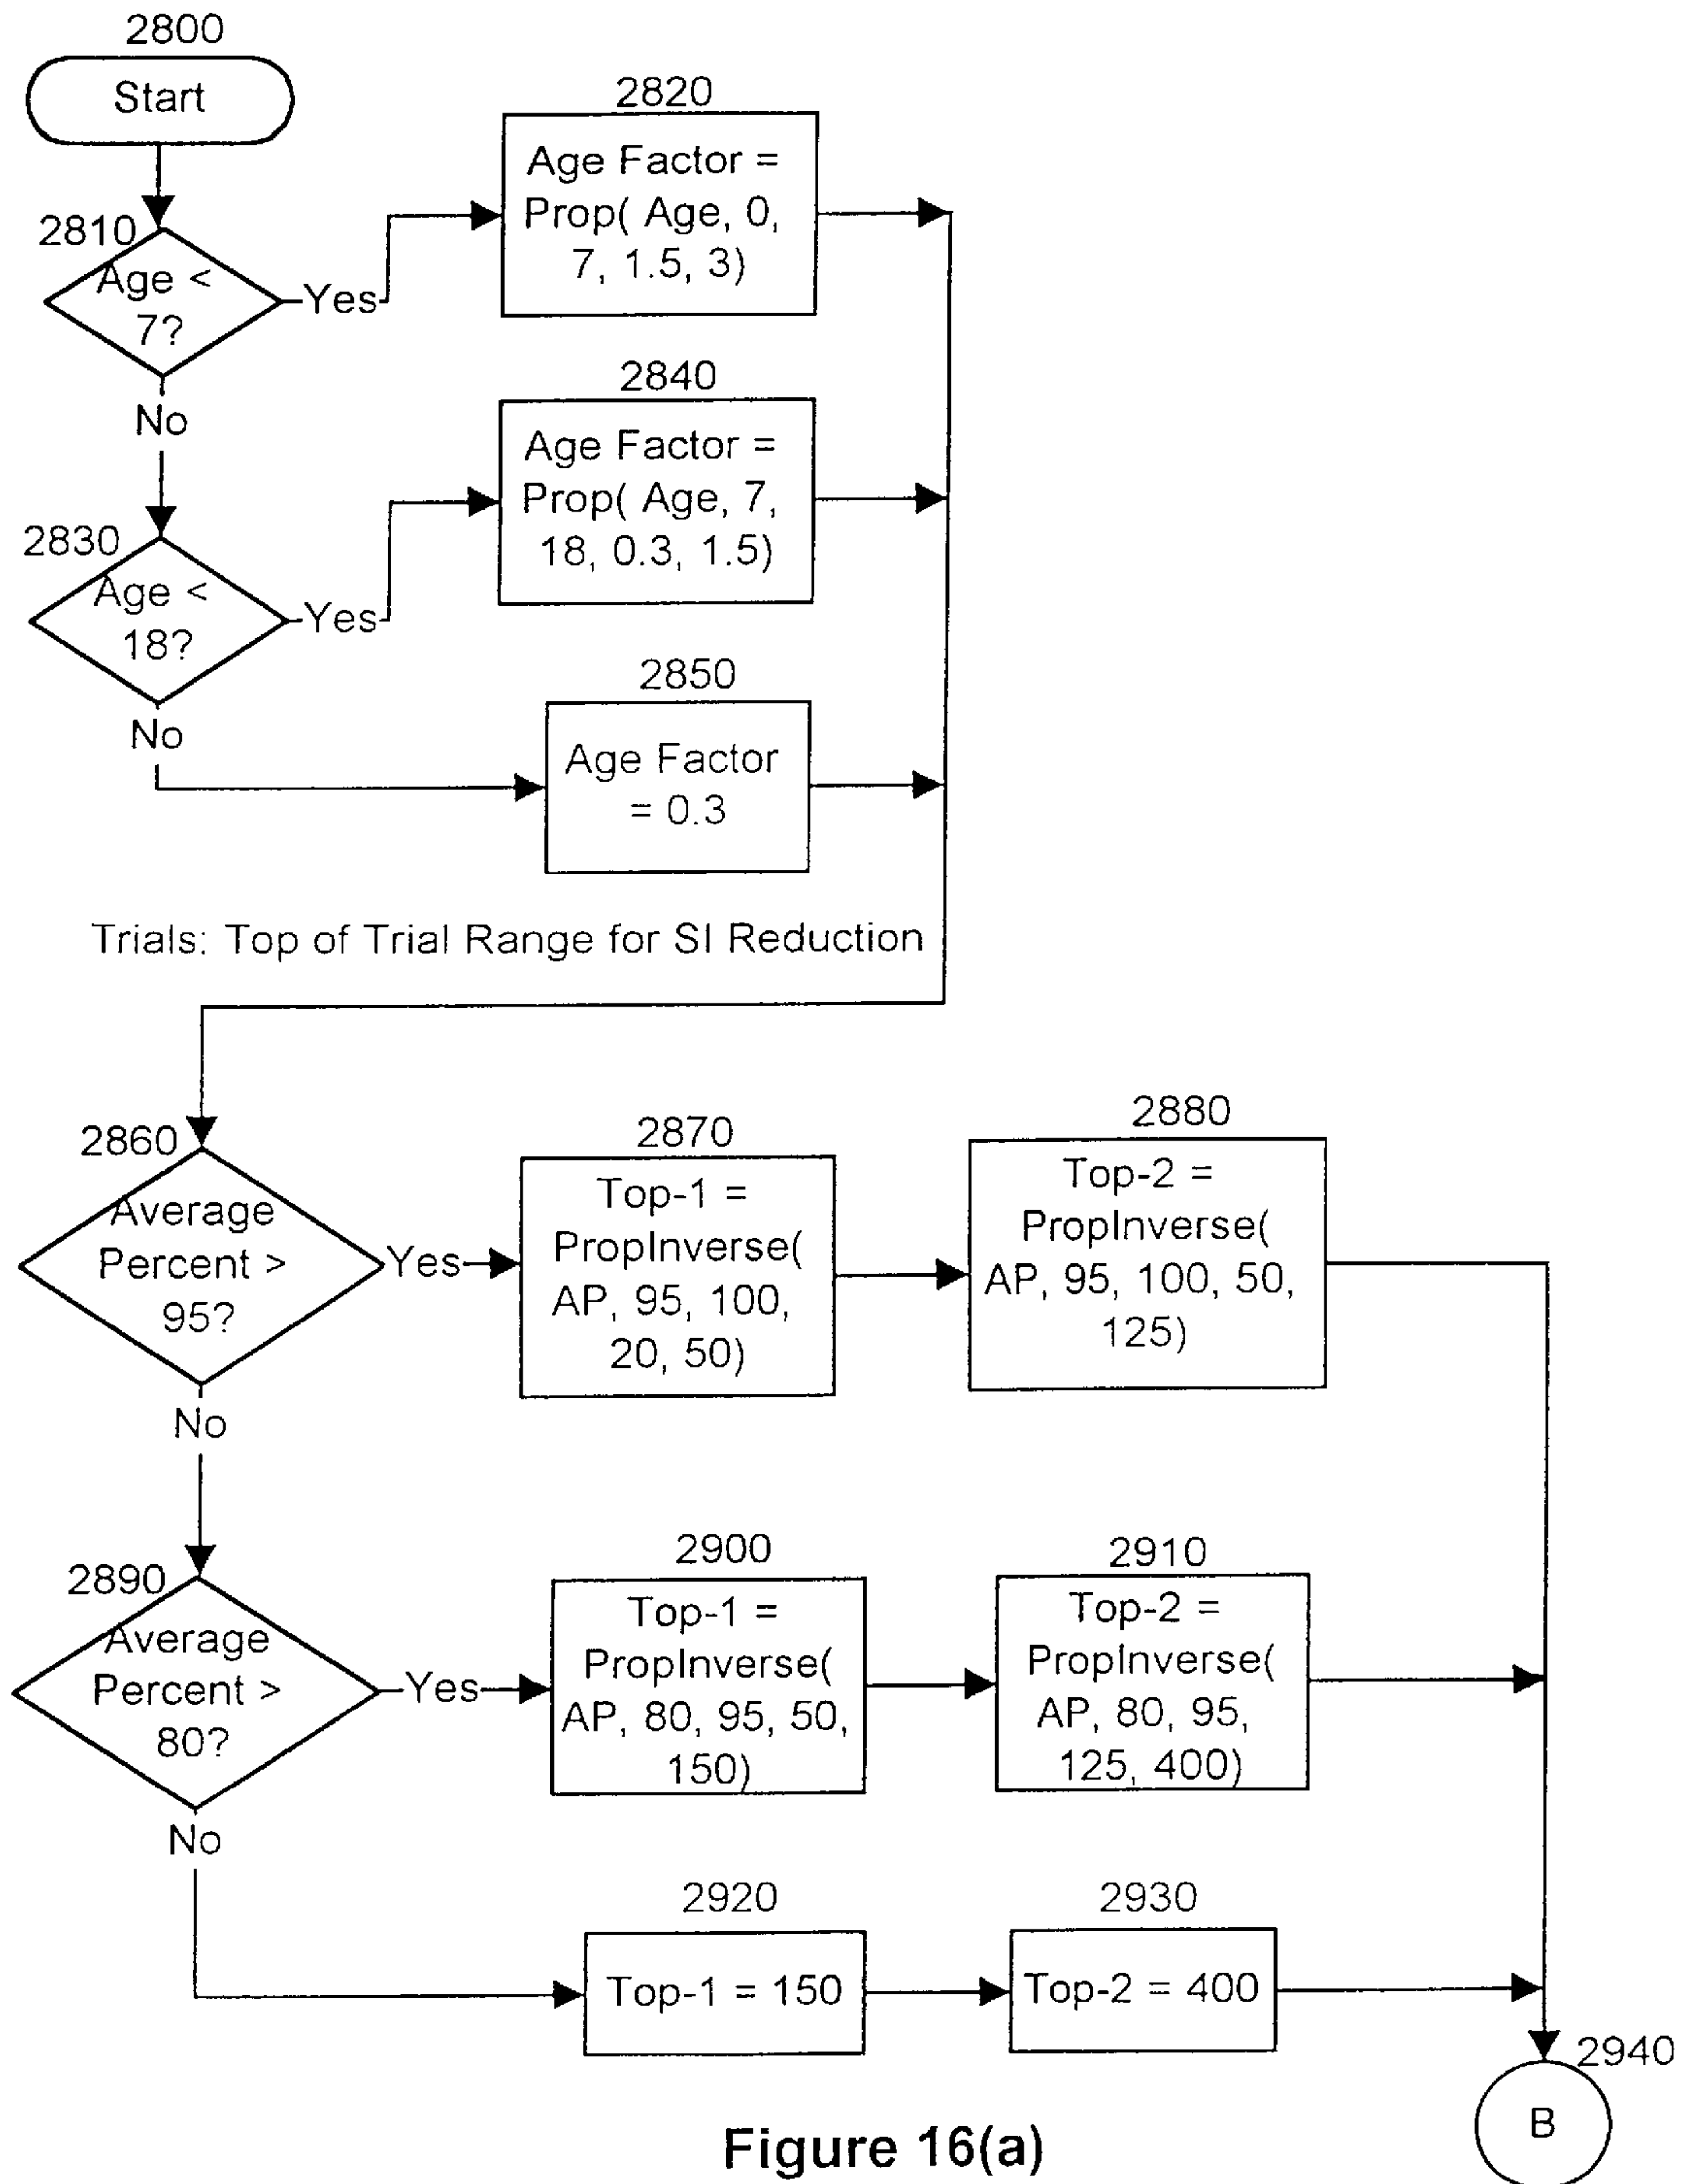 2800
Start
2810
Age <
7?
Yes
No
2820
Age Factor =
Prop( Age, 0,
7, 1.5, 3)
2830
Age <
18?
Yes
No
2840
Age Factor =
Prop( Age, 7,
18, 0.3, 1.5)
2850
Age Factor
= 0.3
Trials: Top of Trial Range for SI Reduction
2860
Average
Percent >
95?
Yes
No
2870
Top-1 =
PropInverse(
AP, 95, 100,
20, 50)
2880
Top-2 =
PropInverse(
AP, 95, 100, 50,
125)
2890
Average
Percent >
80?
Yes
No
2900
Top-1 =
PropInverse(
AP, 80, 95, 50,
150)
2910
Top-2 =
PropInverse(
AP, 80, 95,
125, 400)
2920
Top-1 = 150
2930
Top-2 = 400
2940
B
Figure 16(a)